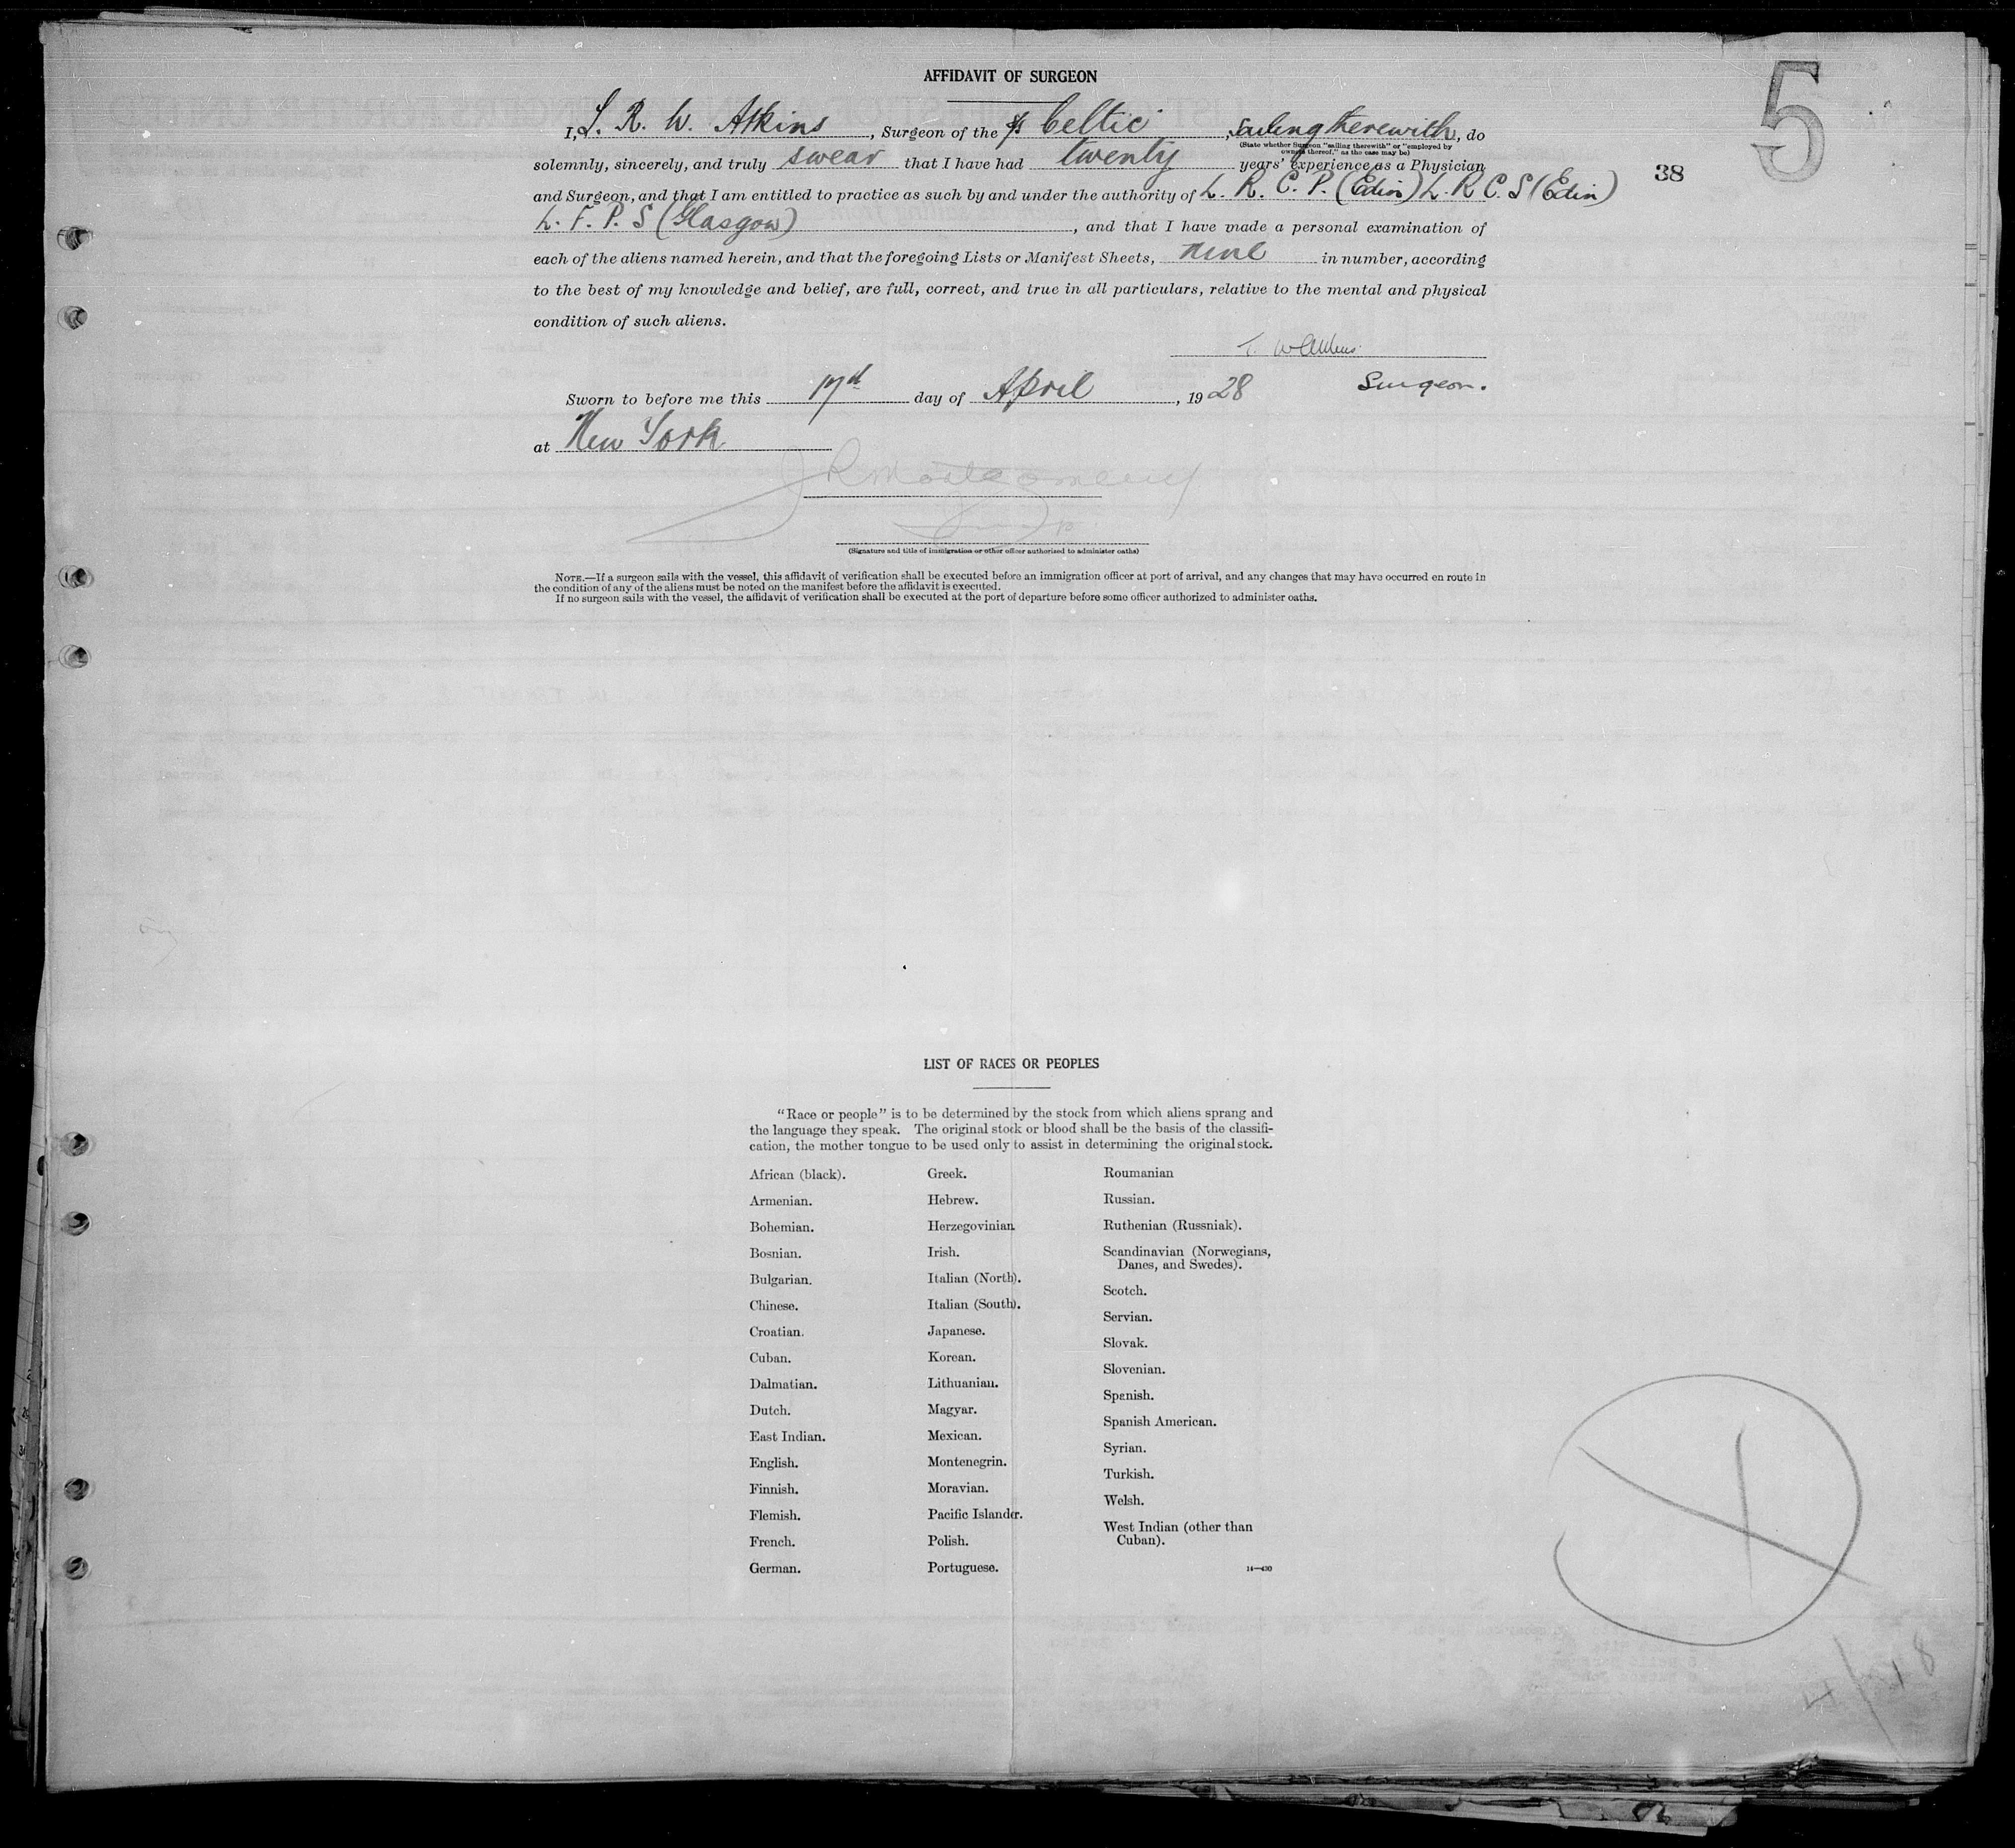 AFFIDAVIT OF SURGEON
5
I, L. R. W. Atkins, Surgeon of the S/S Celtic, Sailing therewith, do
(State whether Surgeon "sailing therewith" or "employed by
owners thereof," as the case may be)
solemnly, sincerely, and truly swear that I have had twenty years' experience as a Physician
38
and Surgeon, and that I am entitled to practice as such by and under the authority of L. R. C. P. (Edin) L. R C. S (Edin)
L. F. P. S (Glasgow), and that I have made a personal examination of
each of the aliens named herein, and that the foregoing Lists or Manifest Sheets, nine in number, according
to the best of my knowledge and belief, are full, correct, and true in all particulars, relative to the mental and physical
condition of such aliens.
Surgeon.
Sworn to before me this 17th day of April, 1928
at New York
(Signature and title of immigration or other officer authorized to administer oaths)
NOTE.—If a surgeon sails with the vessel, this affidavit of verification shall be executed before an immigration officer at port of arrival, and any changes that may have occurred en route in
the condition of any of the aliens must be noted on the manifest before the affidavit is executed.
If no surgeon sails with the vessel, the affidavit of verification shall be executed at the port of departure before some officer authorized to administer oaths.
LIST OF RACES OR PEOPLES
"Race or people" is to be determined by the stock from which aliens sprang and
the language they speak. The original stock or blood shall be the basis of the classifi-
cation, the mother tongue to be used only to assist in determining the original stock.
African (black).
Armenian.
Bohemian.
Bosnian.
Bulgarian.
Chinese.
Croatian.
Cuban.
Dalmatian.
Dutch.
East Indian.
English.
Finnish.
Flemish.
French.
German.
Greek.
Hebrew.
Herzegovinian.
Irish.
Italian (North).
Italian (South).
Japanese.
Korean.
Lithuanian.
Magyar.
Mexican.
Montenegrin.
Moravian.
Pacific Islander.
Polish.
Portuguese.
Roumanian
Russian.
Ruthenian (Russniak).
Scandinavian (Norwegians,
Danes, and Swedes).
Scotch.
Servian.
Slovak.
Slovenian.
Spanish.
Spanish American.
Syrian.
Turkish.
Welsh.
West Indian (other than
Cuban).
14—430